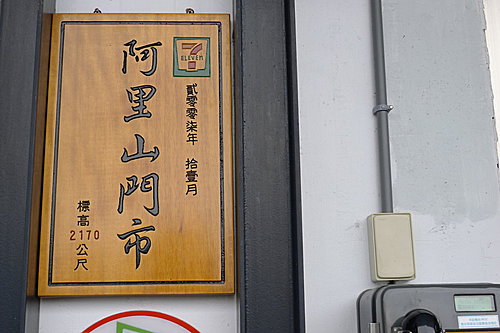 7
ELEVEN
貳零零柒年 拾壹月
阿里山門市
標高
2170
公尺